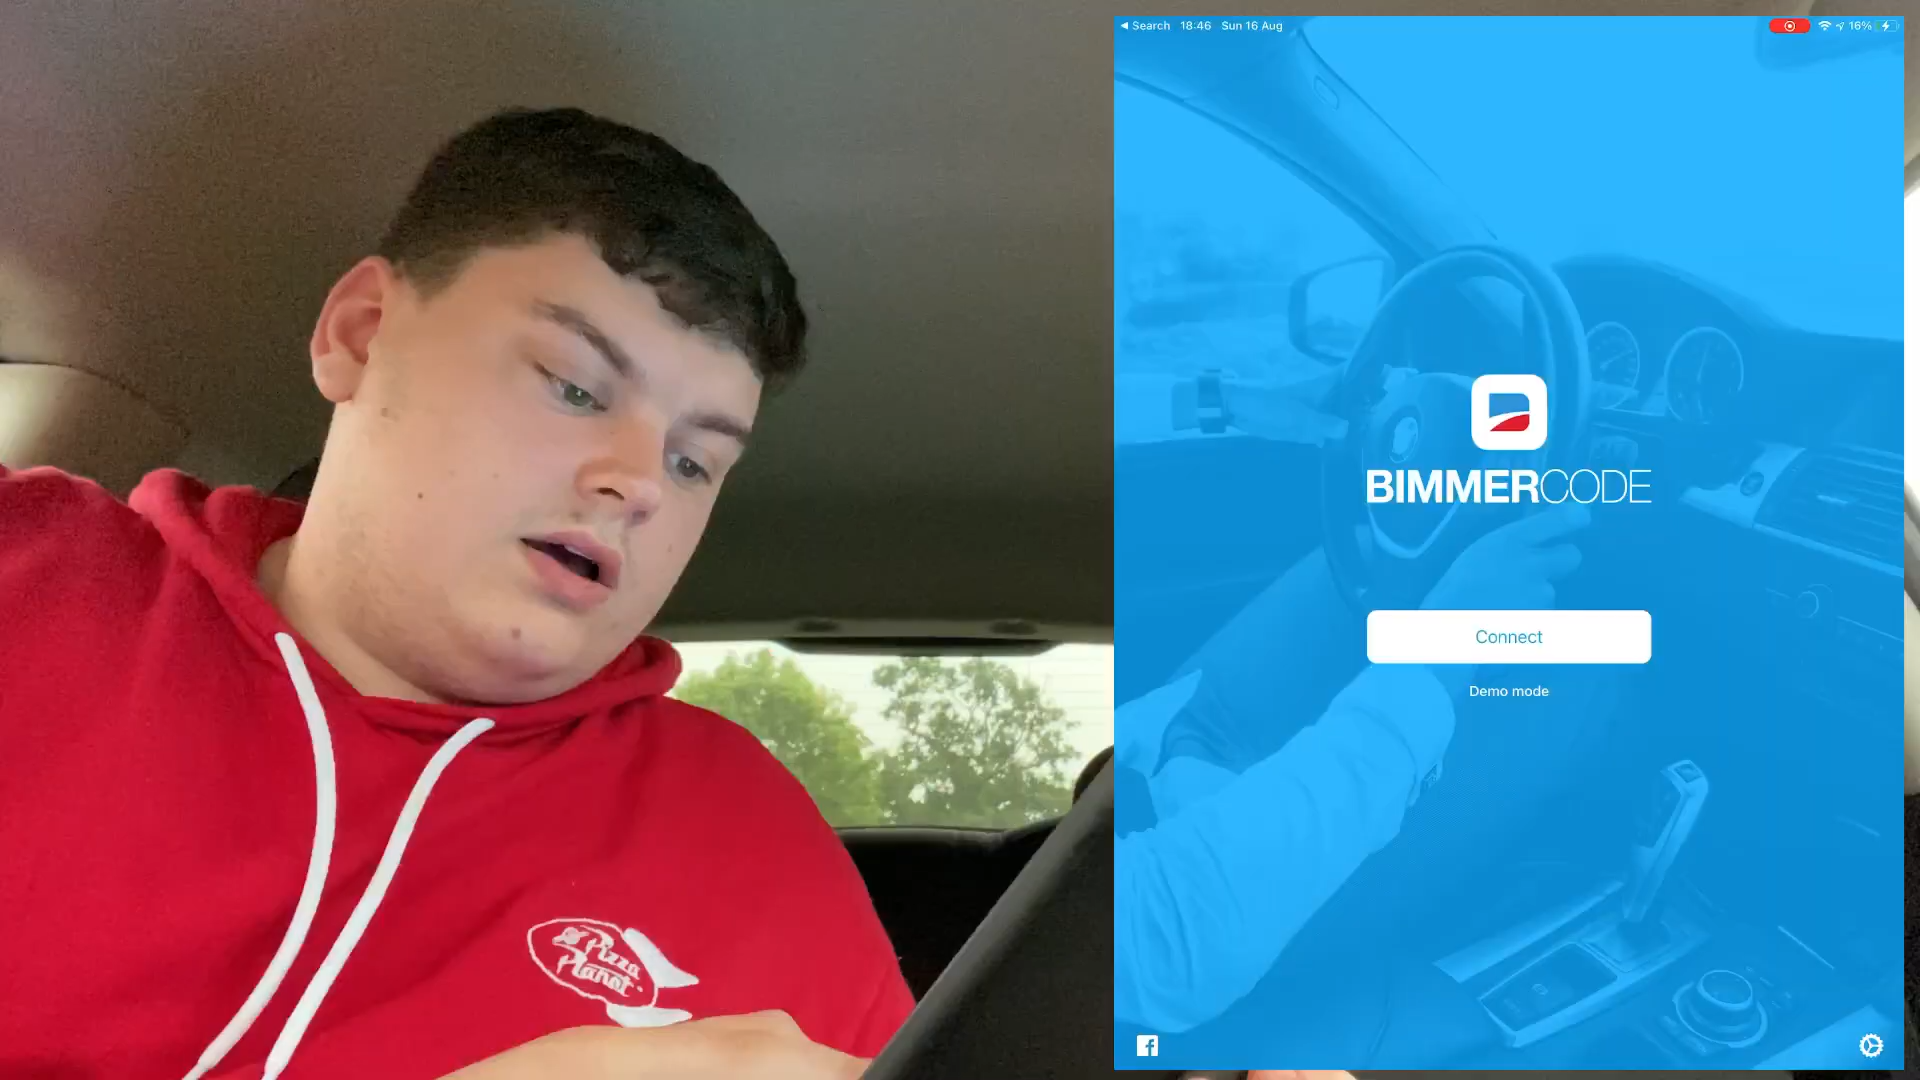 Search 18:46 Sun 16 Aug
16%
BIMMERCODE
Connect
Demo mode
Pizza
Planet